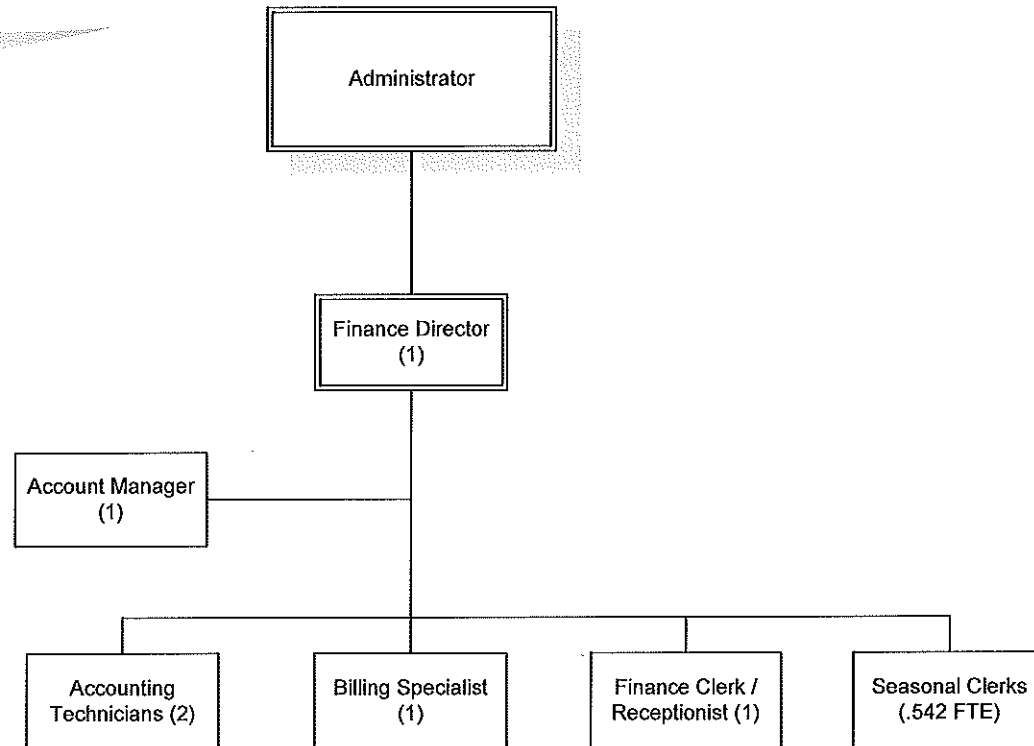 Administrator
Finance Director
(1)
Account Manager
(1)
Accounting
Technicians (2)
Billing Specialist
(1)
Finance Clerk /
Receptionist (1)
Seasonal Clerks
(.542 FTE)